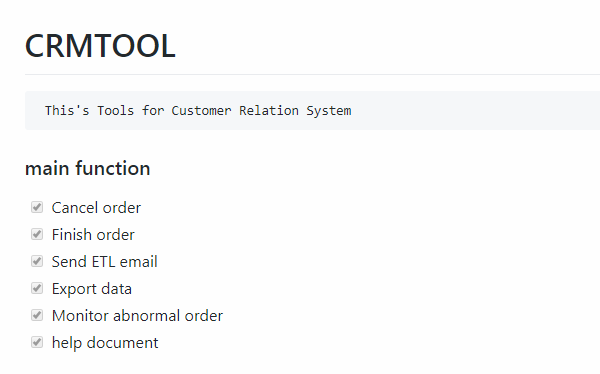 CRMTOOL
This's Tools for Customer Relation System
main function
Cancel order
Finish order
Send ETL email
Export data
Monitor abnormal order
help document